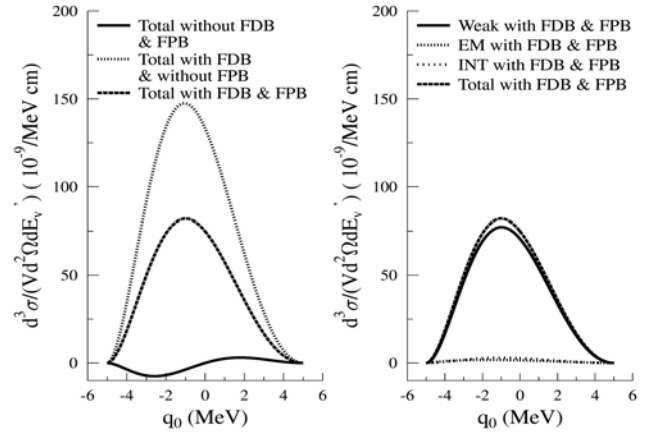 200
150
100
50
0
-6 -4 -2 0 2 4 6
q₀ (MeV)
d³σ/(Vd²ΩdEᵥ') (10⁻⁹/MeV cm)
Total without FDB
& FPB
Total with FDB
& without FPB
Total with FDB & FPB
200
150
100
50
0
-6 -4 -2 0 2 4 6
q₀ (MeV)
d³σ/(Vd²ΩdEᵥ') (10⁻⁹/MeV cm)
Weak with FDB & FPB
EM with FDB & FPB
INT with FDB & FPB
Total with FDB & FPB